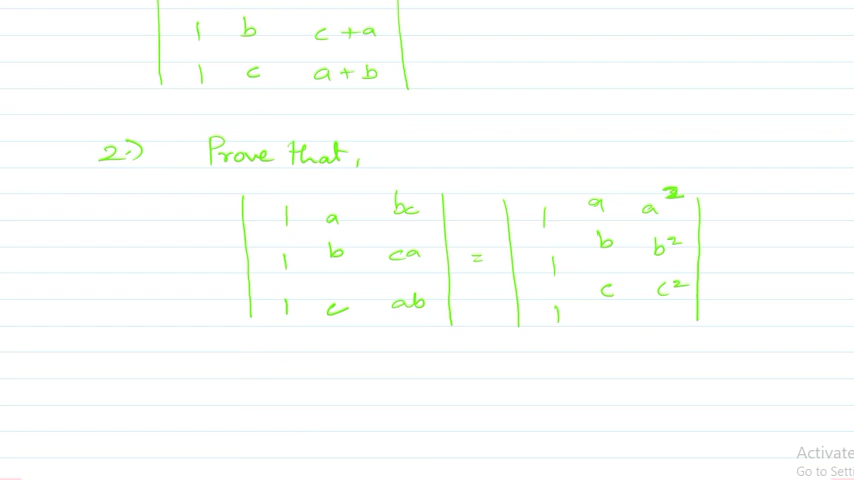 1 b c + a
1 c a + b
2.) Prove that,
1 a bc 1 a a²
1 b ca = 1 b b²
1 c ab 1 c c²
Activate
Go to Setti